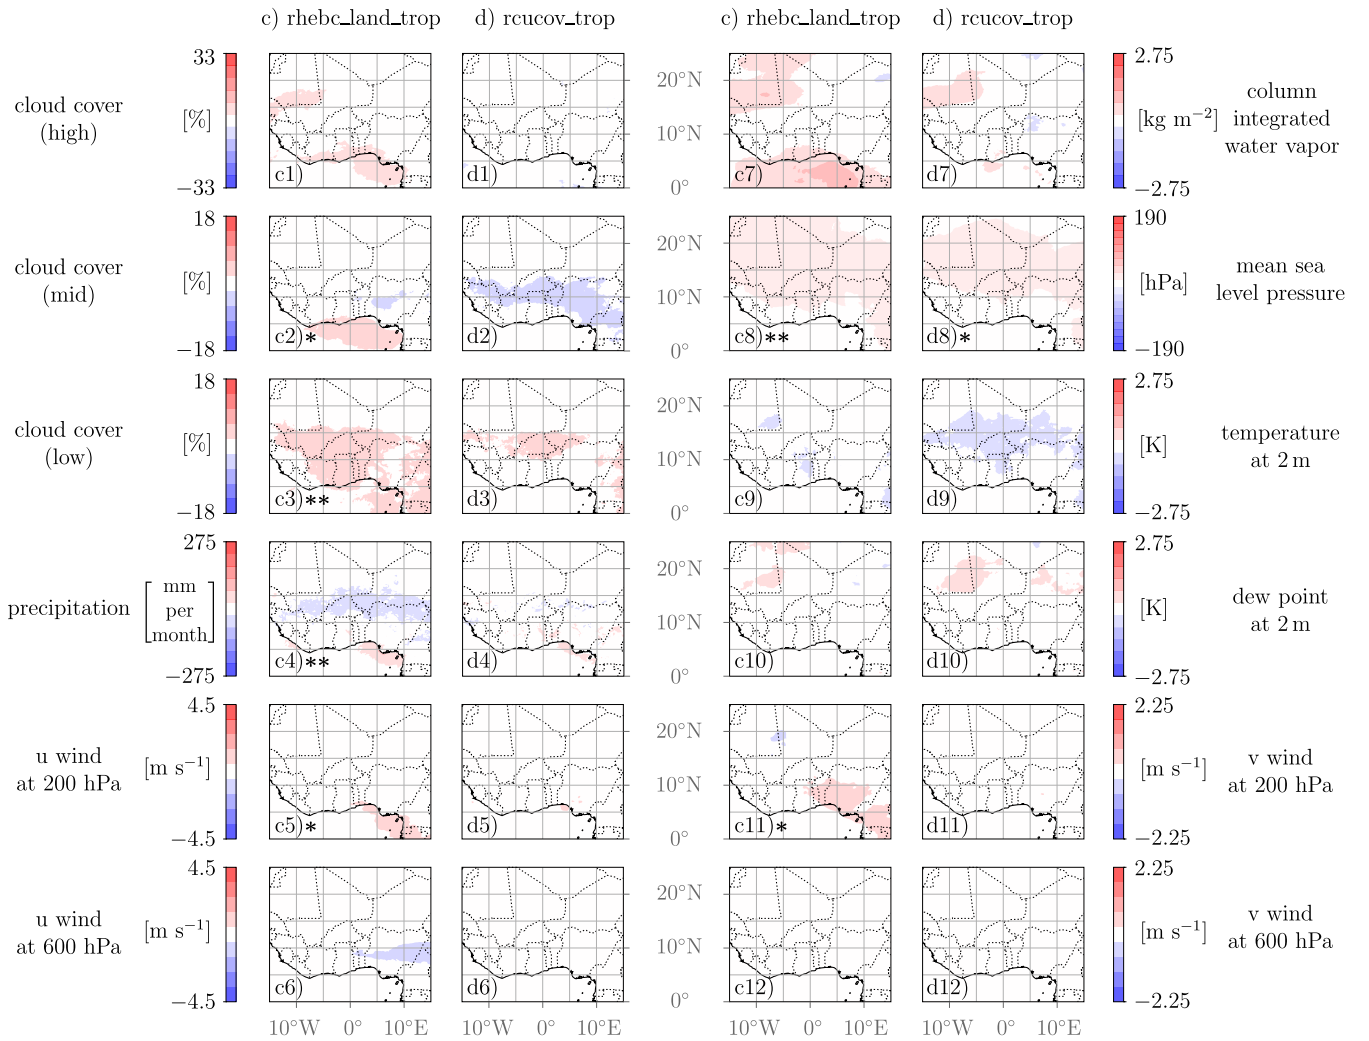 c) rhebc_land_trop d) rcucov_trop c) rhebc_land_trop d) rcucov_trop
cloud cover (high) [%] 33 −33 c1) d1) 20°N 10°N 0° c7) d7) 2.75 [kg m−2] −2.75 column integrated water vapor
cloud cover (mid) [%] 18 −18 c2)* d2) 20°N 10°N 0° c8)** d8)* 190 [hPa] −190 mean sea level pressure
cloud cover (low) [%] 18 −18 c3)** d3) 20°N 10°N 0° c9) d9) 2.75 [K] −2.75 temperature at 2 m
precipitation [mm per month] 275 −275 c4)** d4) 20°N 10°N 0° c10) d10) 2.75 [K] −2.75 dew point at 2 m
u wind at 200 hPa [m s−1] 4.5 −4.5 c5)* d5) 20°N 10°N 0° c11)* d11) 2.25 [m s−1] −2.25 v wind at 200 hPa
u wind at 600 hPa [m s−1] 4.5 −4.5 c6) d6) 20°N 10°N 0° c12) d12) 2.25 [m s−1] −2.25 v wind at 600 hPa
10°W 0° 10°E 10°W 0° 10°E 10°W 0° 10°E 10°W 0° 10°E